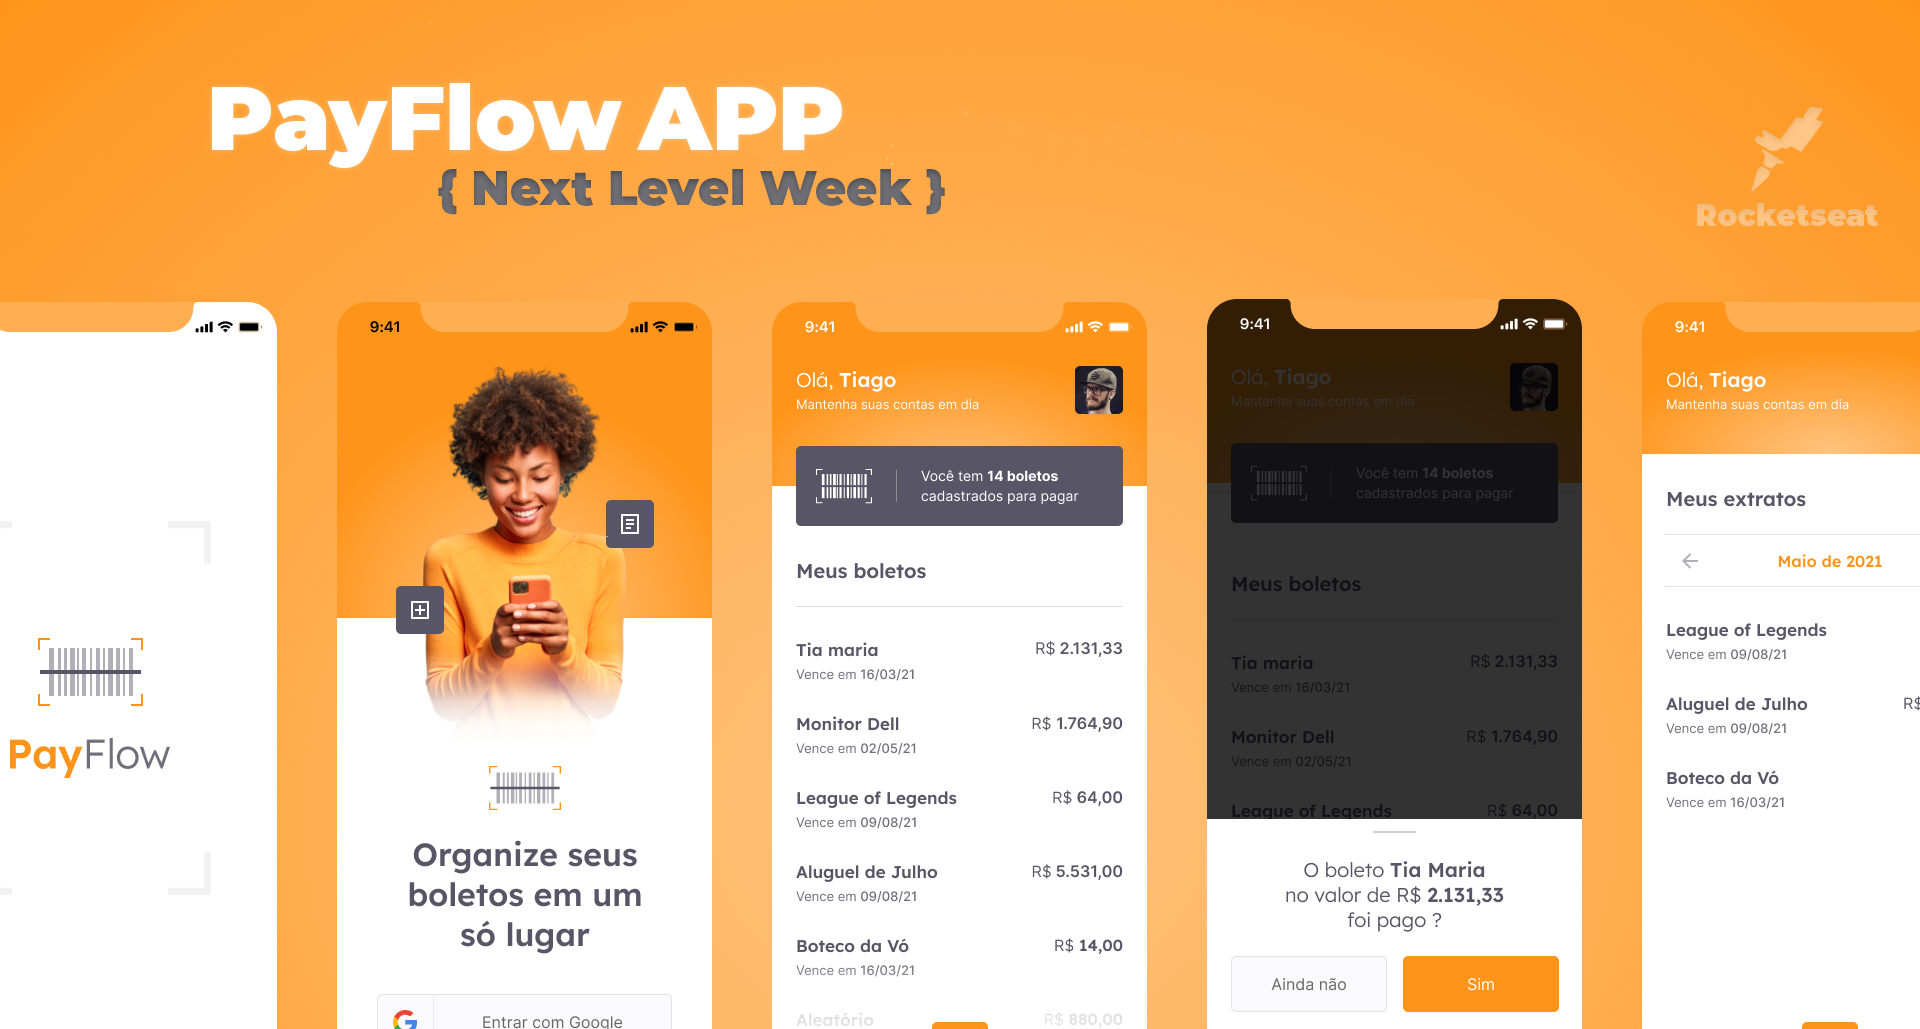 PayFlow APP
{ Next Level Week }
Rocketseat
PayFlow
9:41
Organize seus
boletos em um
só lugar
Entrar com Google
9:41
Olá, Tiago
Mantenha suas contas em dia
Você tem 14 boletos
cadastrados para pagar
Meus boletos
Tia maria R$ 2.131,33
Vence em 16/03/21
Monitor Dell R$ 1.764,90
Vence em 02/05/21
League of Legends R$ 64,00
Vence em 09/08/21
Aluguel de Julho R$ 5.531,00
Vence em 09/08/21
Boteco da Vó R$ 14,00
Vence em 16/03/21
Aleatório R$ 880,00
9:41
Olá, Tiago
Mantenha suas contas em dia
Você tem 14 boletos
cadastrados para pagar
Meus boletos
Tia maria R$ 2.131,33
Vence em 16/03/21
Monitor Dell R$ 1.764,90
Vence em 02/05/21
League of Legends R$ 64,00
O boleto Tia Maria
no valor de R$ 2.131,33
foi pago ?
Ainda não Sim
9:41
Olá, Tiago
Mantenha suas contas em dia
Meus extratos
Maio de 2021
League of Legends
Vence em 09/08/21
Aluguel de Julho R$
Vence em 09/08/21
Boteco da Vó
Vence em 16/03/21